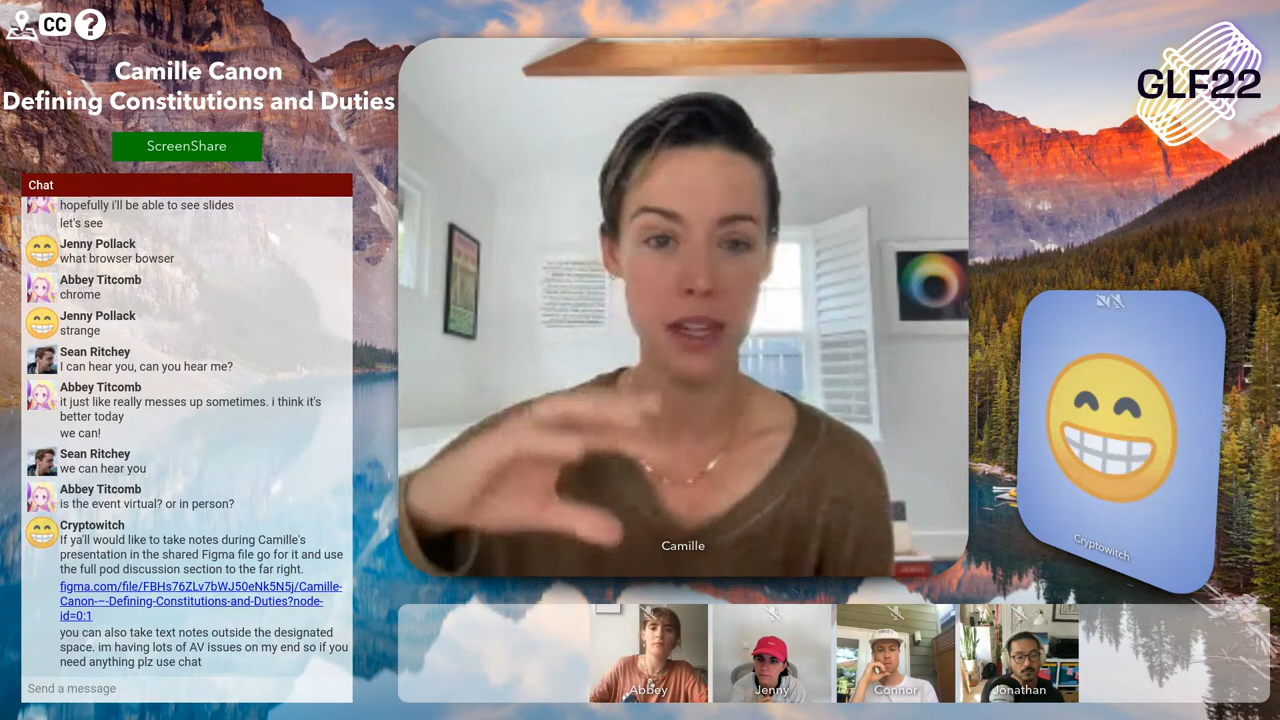 CC
?
Camille Canon
Defining Constitutions and Duties
ScreenShare
Chat
hopefully i'll be able to see slides
let's see
Jenny Pollack
what browser bowser
Abbey Titcomb
chrome
Jenny Pollack
strange
Sean Ritchey
I can hear you, can you hear me?
Abbey Titcomb
it just like really messes up sometimes. i think it's
better today
we can!
Sean Ritchey
we can hear you
Abbey Titcomb
is the event virtual? or in person?
Cryptowitch
If ya'll would like to take notes during Camille's
presentation in the shared Figma file go for it and use
the full pod discussion section to the far right.
figma.com/file/FBHs76ZLv7bWJ50eNk5N5j/Camille-
Canon-–-Defining-Constitutions-and-Duties?node-
id=0:1
you can also take text notes outside the designated
space. im having lots of AV issues on my end so if you
need anything plz use chat
Send a message
Camille
GLF22
Cryptowitch
Abbey
Jenny
Connor
Jonathan